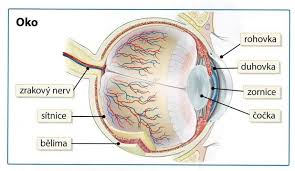 Oko
rohovka
duhovka
zornice
čočka
zrakový nerv
sítnice
bělima